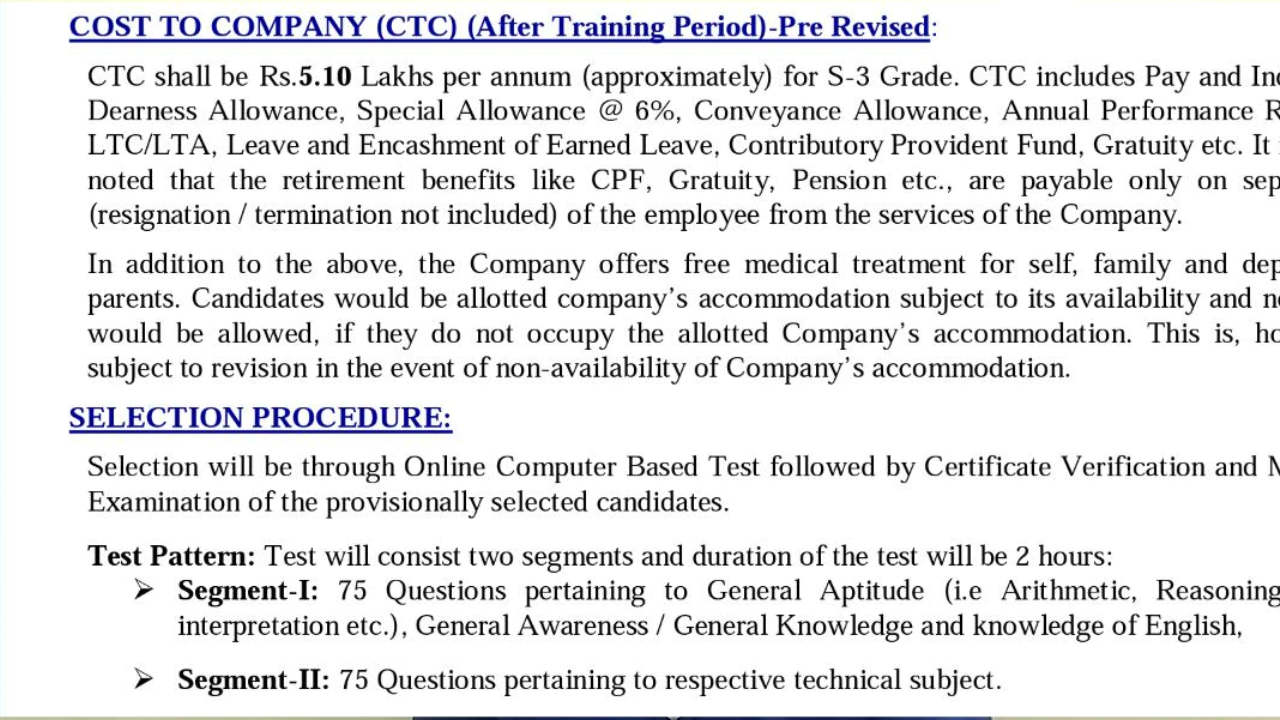 COST TO COMPANY (CTC) (After Training Period)-Pre Revised:
CTC shall be Rs.5.10 Lakhs per annum (approximately) for S-3 Grade. CTC includes Pay and
Dearness Allowance, Special Allowance @ 6%, Conveyance Allowance, Annual Performance
LTC/LTA, Leave and Encashment of Earned Leave, Contributory Provident Fund, Gratuity etc. It
noted that the retirement benefits like CPF, Gratuity, Pension etc., are payable only on
(resignation / termination not included) of the employee from the services of the Company.
In addition to the above, the Company offers free medical treatment for self, family and
parents. Candidates would be allotted company's accommodation subject to its availability and
would be allowed, if they do not occupy the allotted Company's accommodation. This is,
subject to revision in the event of non-availability of Company's accommodation.
SELECTION PROCEDURE:
Selection will be through Online Computer Based Test followed by Certificate Verification and
Examination of the provisionally selected candidates.
Test Pattern: Test will consist two segments and duration of the test will be 2 hours:
➢ Segment-I: 75 Questions pertaining to General Aptitude (i.e Arithmetic, Reasoning
interpretation etc.), General Awareness / General Knowledge and knowledge of English,
➢ Segment-II: 75 Questions pertaining to respective technical subject.